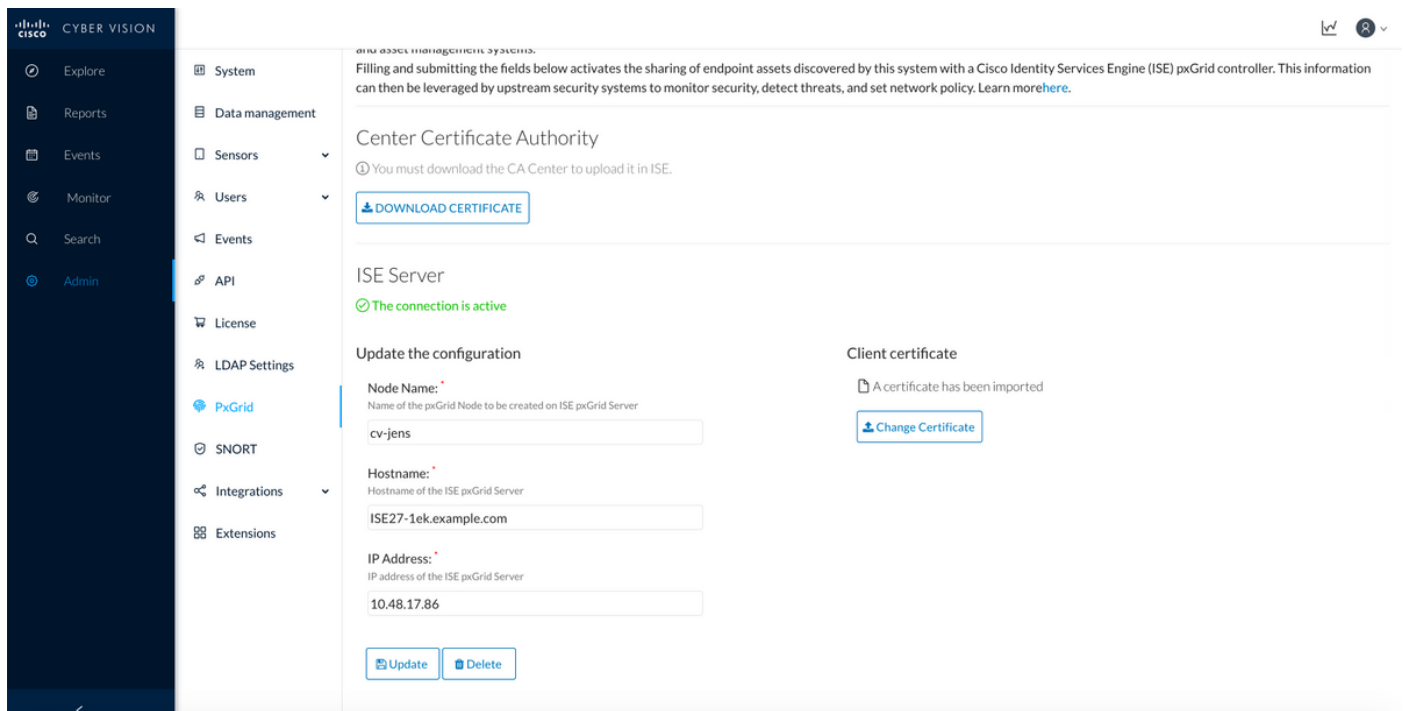 cisco CYBER VISION
Explore
Reports
Events
Monitor
Search
Admin
System
Data management
Sensors
Users
Events
API
License
LDAP Settings
PxGrid
SNORT
Integrations
Extensions
and asset management systems.
Filling and submitting the fields below activates the sharing of endpoint assets discovered by this system with a Cisco Identity Services Engine (ISE) pxGrid controller. This information
can then be leveraged by upstream security systems to monitor security, detect threats, and set network policy. Learn morehere.
Center Certificate Authority
You must download the CA Center to upload it in ISE.
DOWNLOAD CERTIFICATE
ISE Server
The connection is active
Update the configuration
Node Name: *
Name of the pxGrid Node to be created on ISE pxGrid Server
cv-jens
Hostname: *
Hostname of the ISE pxGrid Server
ISE27-1ek.example.com
IP Address: *
IP address of the ISE pxGrid Server
10.48.17.86
Update Delete
Client certificate
A certificate has been imported
Change Certificate